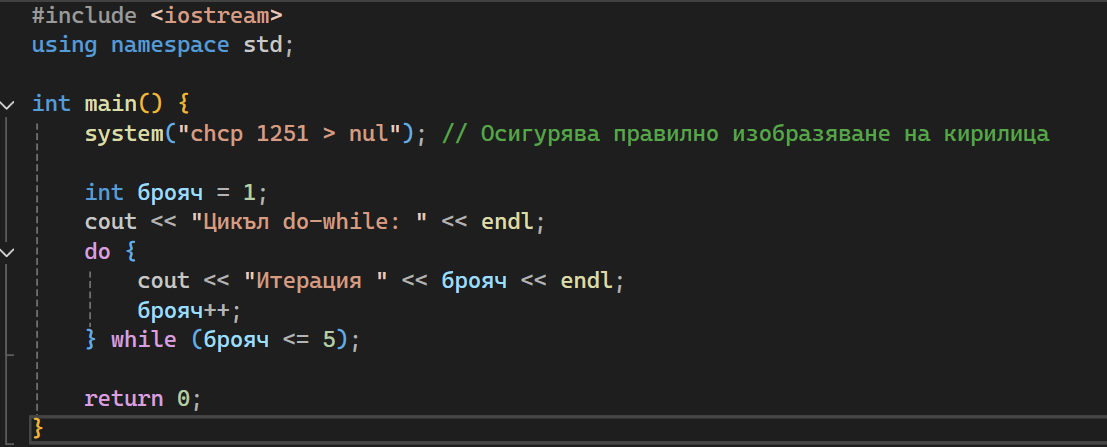 #include <iostream>
using namespace std;
int main() {
system("chcp 1251 > nul"); // Осигурява правилно изобразяване на кирилица
int брояч = 1;
cout << "Цикъл do-while: " << endl;
do {
cout << "Итерация " << брояч << endl;
брояч++;
} while (брояч <= 5);
return 0;
}